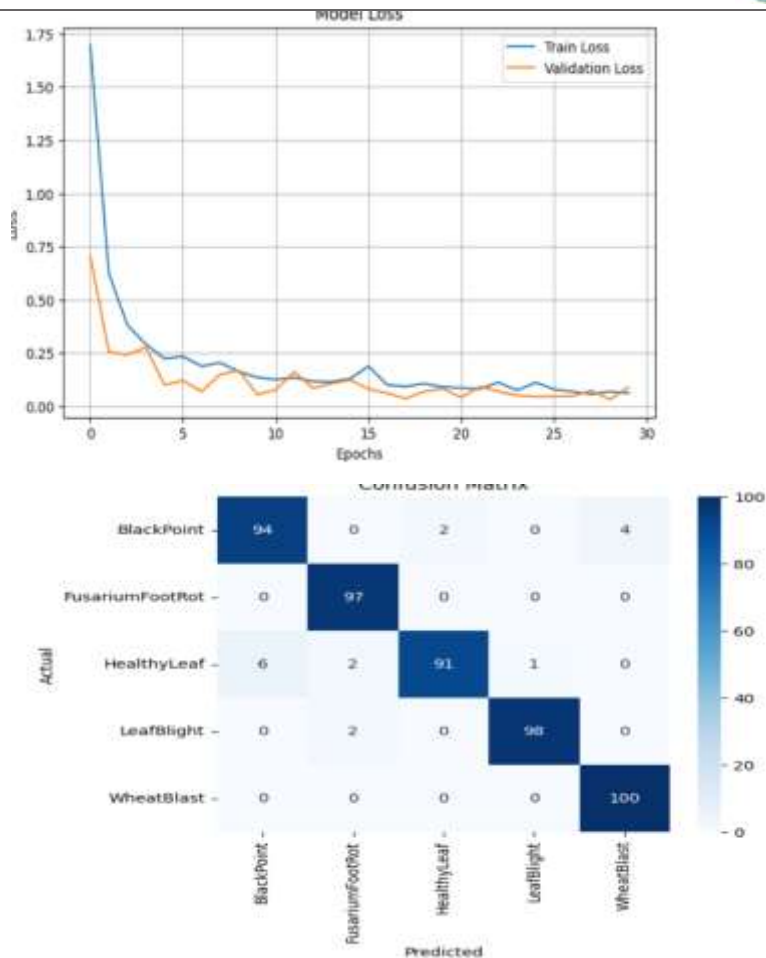 Model Loss
1.75
Train Loss
Validation Loss
1.50
1.25
1.00
Loss
0.75
0.50
0.25
0.00
0 5 10 15 20 25 30
Epochs
Confusion Matrix
BlackPoint 94 0 2 0 4
FusariumFootRot 0 97 0 0 0
HealthyLeaf 6 2 91 1 0
LeafBlight 0 2 0 98 0
WheatBlast 0 0 0 0 100
Actual
100
80
60
40
20
0
BlackPoint
FusariumFootRot
HealthyLeaf
LeafBlight
WheatBlast
Predicted